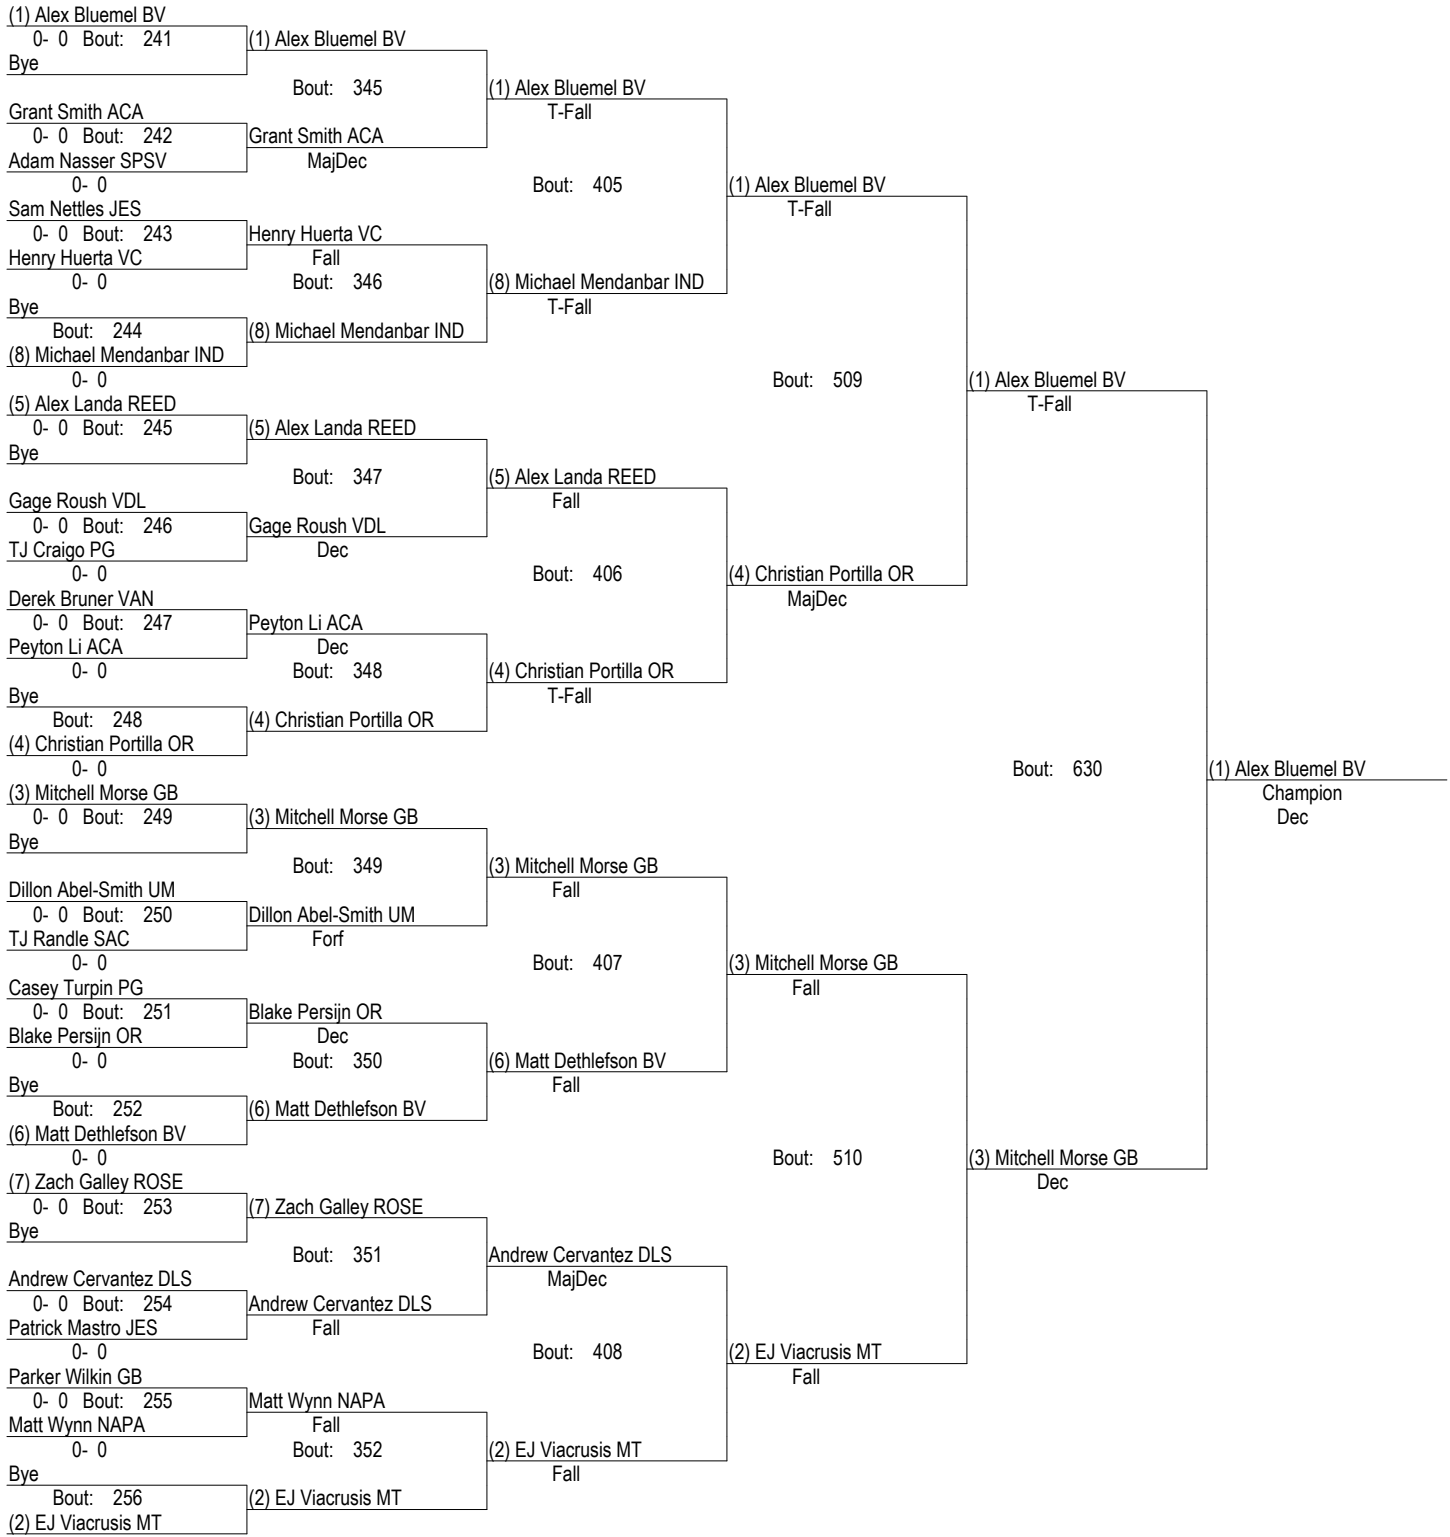 (1) Alex Bluemel BV
0- 0 Bout: 241
Bye
Grant Smith ACA
0- 0 Bout: 242
Adam Nasser SPSV
0- 0
Sam Nettles JES
0- 0 Bout: 243
Henry Huerta VC
0- 0
Bye
Bout: 244
(8) Michael Mendanbar IND
0- 0
(5) Alex Landa REED
0- 0 Bout: 245
Bye
Gage Roush VDL
0- 0 Bout: 246
TJ Craigo PG
0- 0
Derek Bruner VAN
0- 0 Bout: 247
Peyton Li ACA
0- 0
Bye
Bout: 248
(4) Christian Portilla OR
0- 0
(3) Mitchell Morse GB
0- 0 Bout: 249
Bye
Dillon Abel-Smith UM
0- 0 Bout: 250
TJ Randle SAC
0- 0
Casey Turpin PG
0- 0 Bout: 251
Blake Persijn OR
0- 0
Bye
Bout: 252
(6) Matt Dethlefson BV
0- 0
(7) Zach Galley ROSE
0- 0 Bout: 253
Bye
Andrew Cervantez DLS
0- 0 Bout: 254
Patrick Mastro JES
0- 0
Parker Wilkin GB
0- 0 Bout: 255
Matt Wynn NAPA
0- 0
Bye
Bout: 256
(2) EJ Viacrusis MT
(1) Alex Bluemel BV
Bout: 345
Grant Smith ACA
MajDec
Henry Huerta VC
Fall
Bout: 346
(8) Michael Mendanbar IND
(5) Alex Landa REED
Bout: 347
Gage Roush VDL
Dec
Peyton Li ACA
Dec
Bout: 348
(4) Christian Portilla OR
(3) Mitchell Morse GB
Bout: 349
Dillon Abel-Smith UM
Forf
Blake Persijn OR
Dec
Bout: 350
(6) Matt Dethlefson BV
(7) Zach Galley ROSE
Bout: 351
Andrew Cervantez DLS
Fall
Matt Wynn NAPA
Fall
Bout: 352
(2) EJ Viacrusis MT
(1) Alex Bluemel BV
T-Fall
Bout: 405
(8) Michael Mendanbar IND
T-Fall
(5) Alex Landa REED
Fall
Bout: 406
(4) Christian Portilla OR
T-Fall
(3) Mitchell Morse GB
Fall
Bout: 407
(6) Matt Dethlefson BV
Fall
Andrew Cervantez DLS
MajDec
Bout: 408
(2) EJ Viacrusis MT
Fall
(1) Alex Bluemel BV
T-Fall
Bout: 509
(4) Christian Portilla OR
MajDec
(3) Mitchell Morse GB
Fall
Bout: 510
(2) EJ Viacrusis MT
Fall
(1) Alex Bluemel BV
T-Fall
Bout: 630
(3) Mitchell Morse GB
Dec
(1) Alex Bluemel BV
Champion
Dec